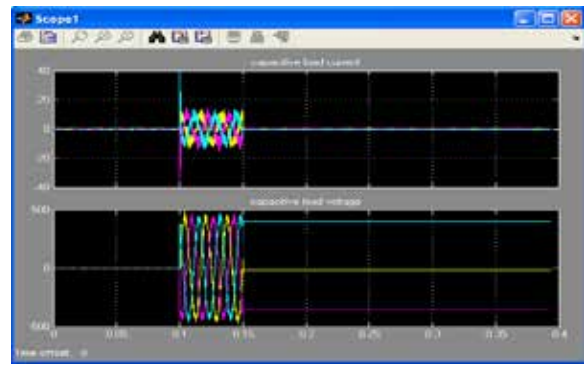 Scope1
capacitive load current
40
20
0
-20
-40
capacitive load voltage
500
0
-500
0 0.05 0.1 0.15 0.2 0.25 0.3 0.35 0.4
Time offset: 0